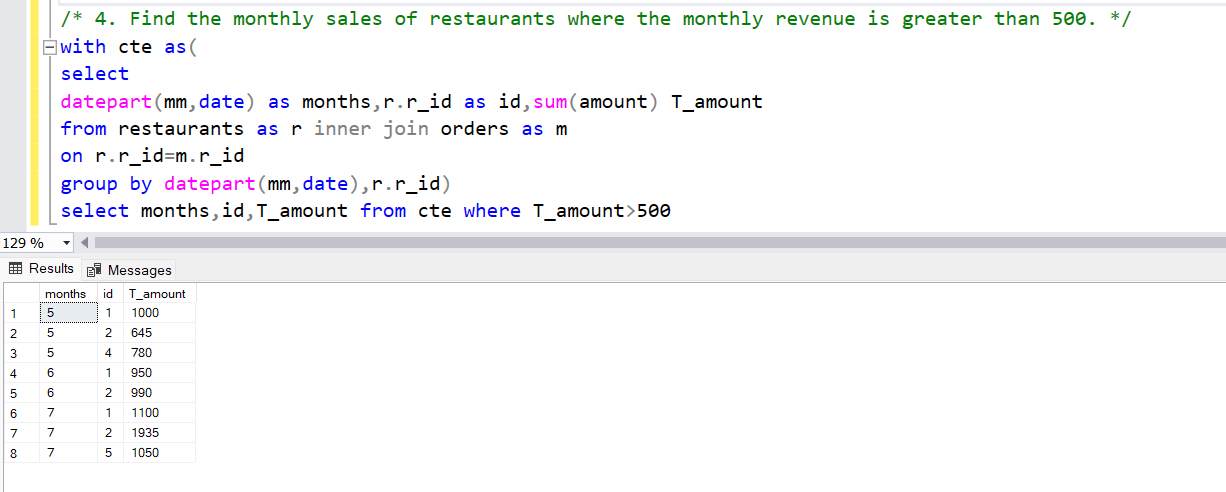 /* 4. Find the monthly sales of restaurants where the monthly revenue is greater than 500. */
with cte as(
select
datepart(mm,date) as months,r.r_id as id,sum(amount) T_amount
from restaurants as r inner join orders as m
on r.r_id=m.r_id
group by datepart(mm,date),r.r_id)
select months,id,T_amount from cte where T_amount>500
129 %
Results Messages
months id T_amount
1 5 1 1000
2 5 2 645
3 5 4 780
4 6 1 950
5 6 2 990
6 7 1 1100
7 7 2 1935
8 7 5 1050